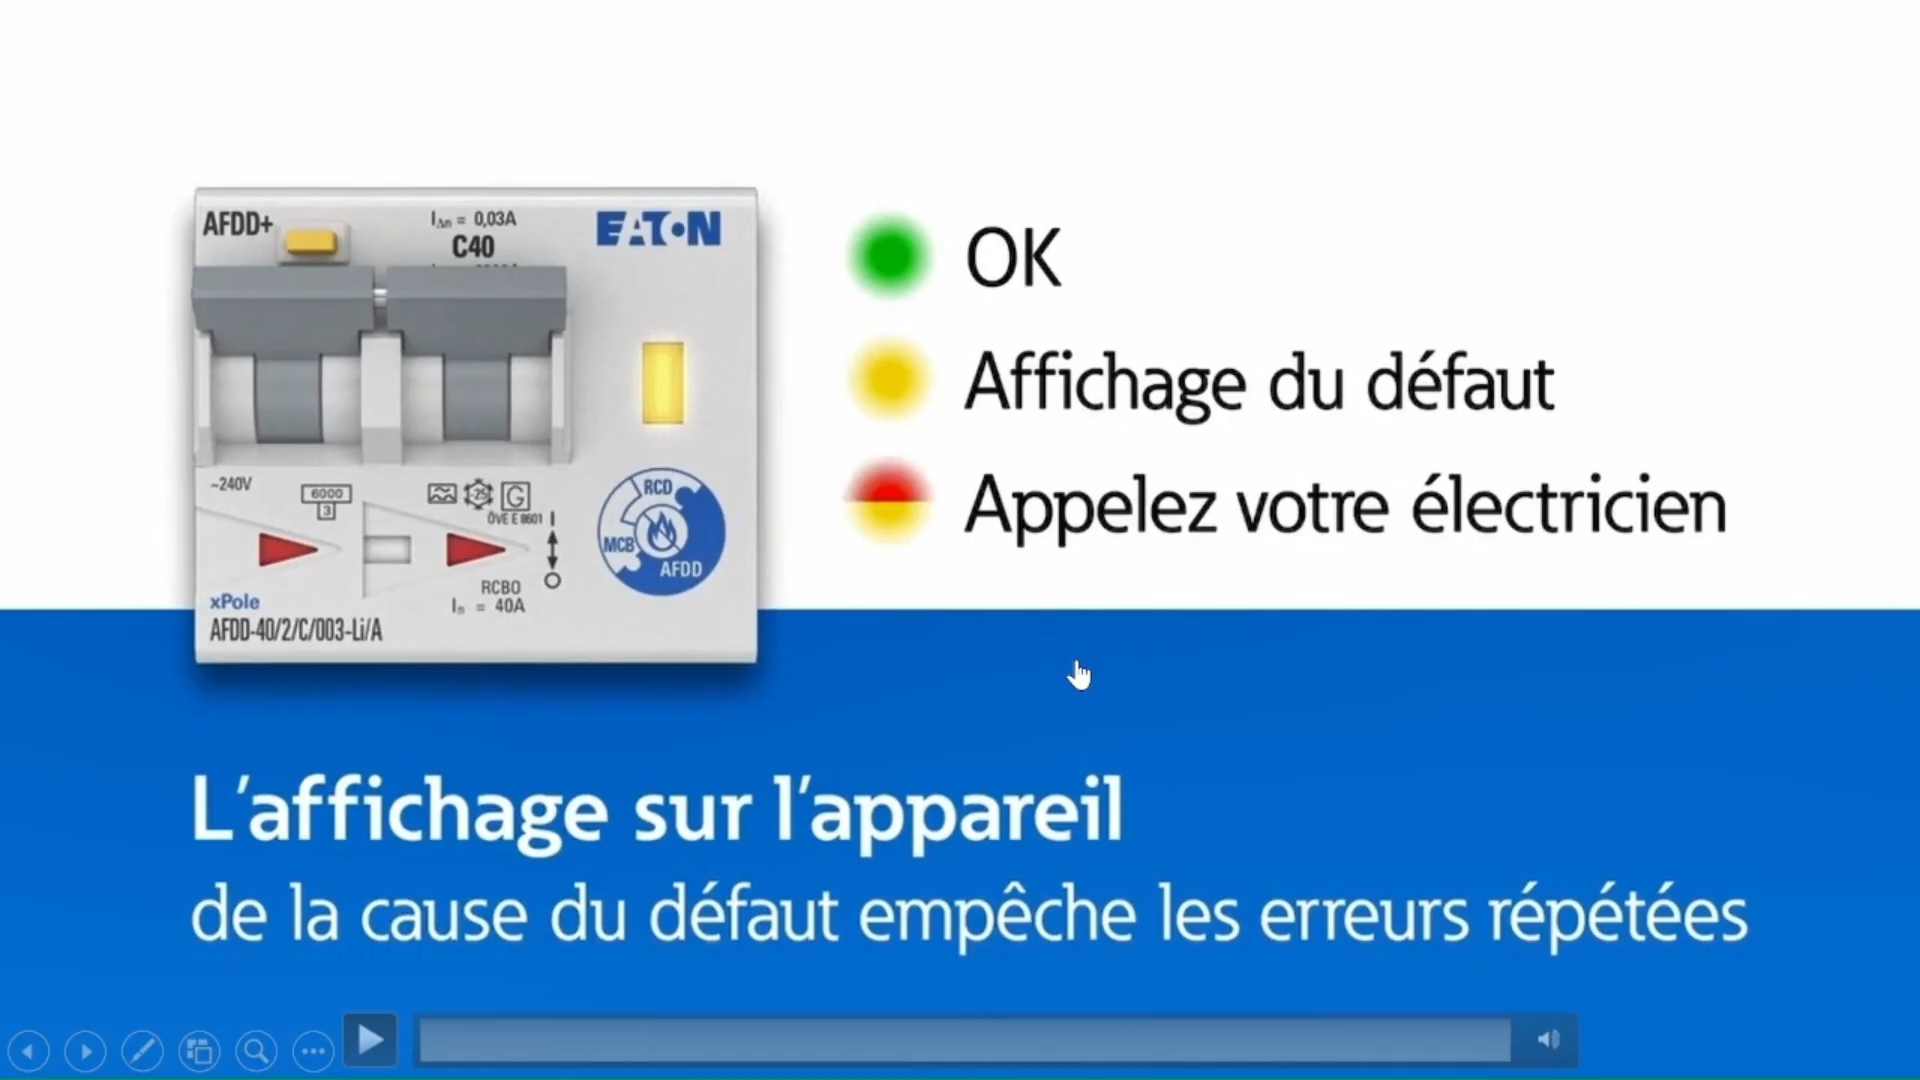 AFDD+
IΔn = 0,03A
C40
EATON
~240V
6000
3
-25
G
ÖVE E 8601
I
RCD
MCB
AFDD
RCBO
In = 40A
xPole
AFDD-40/2/C/003-Li/A
OK
Affichage du défaut
Appelez votre électricien
L'affichage sur l'appareil
de la cause du défaut empêche les erreurs répétées